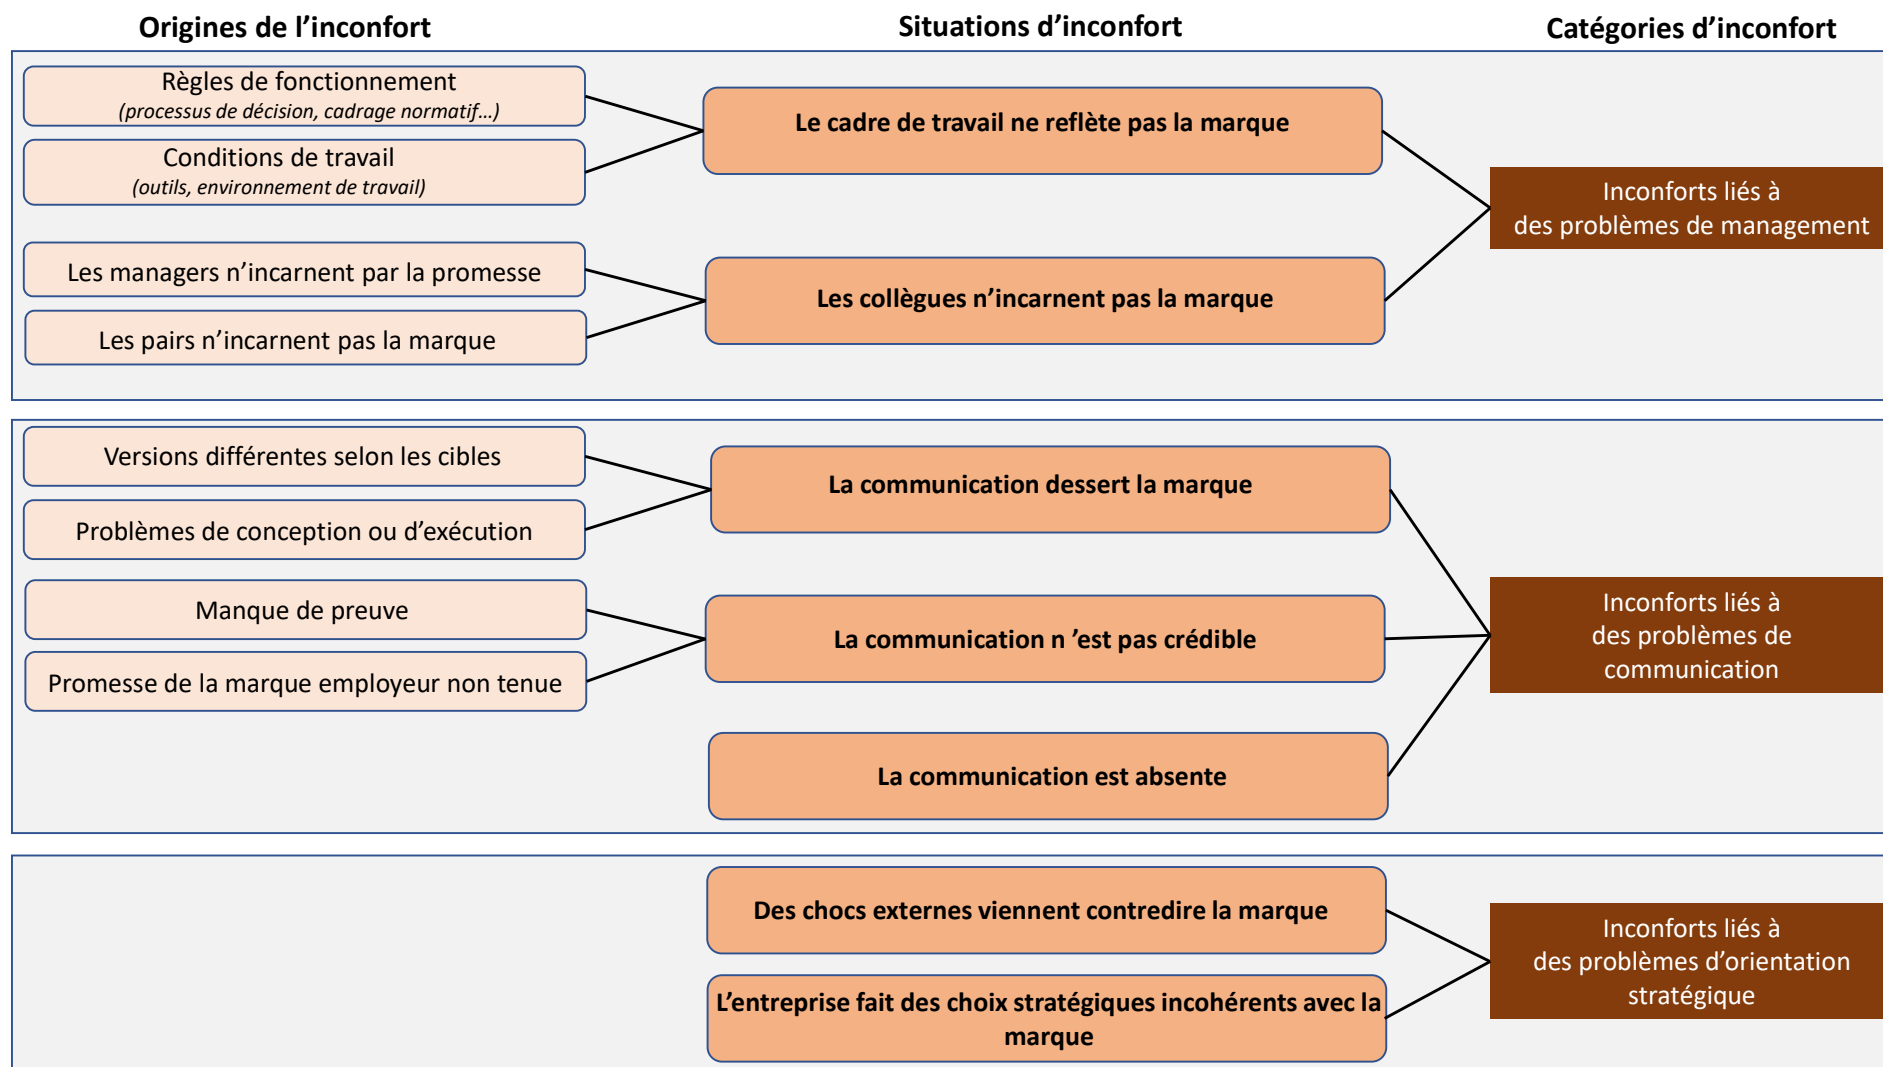 Origines de l’inconfort
Situations d’inconfort
Catégories d’inconfort
Règles de fonctionnement
(processus de décision, cadrage normatif…)
Conditions de travail
(outils, environnement de travail)
Le cadre de travail ne reflète pas la marque
Les managers n’incarnent par la promesse
Les pairs n’incarnent pas la marque
Les collègues n’incarnent pas la marque
Inconforts liés à
des problèmes de management
Versions différentes selon les cibles
Problèmes de conception ou d’exécution
La communication dessert la marque
Manque de preuve
Promesse de la marque employeur non tenue
La communication n ’est pas crédible
La communication est absente
Inconforts liés à
des problèmes de
communication
Des chocs externes viennent contredire la marque
L’entreprise fait des choix stratégiques incohérents avec la
marque
Inconforts liés à
des problèmes d’orientation
stratégique